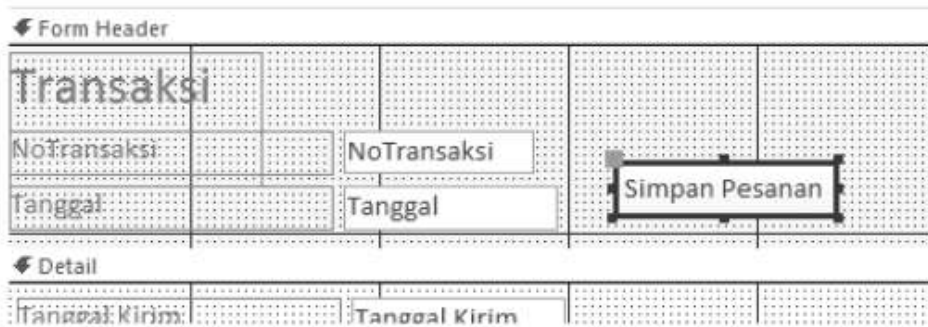 Form Header
Transaksi
NoTransaksi NoTransaksi
Simpan Pesanan
Tanggal Tanggal
Detail
Tanggal Kirim Tanggal Kirim